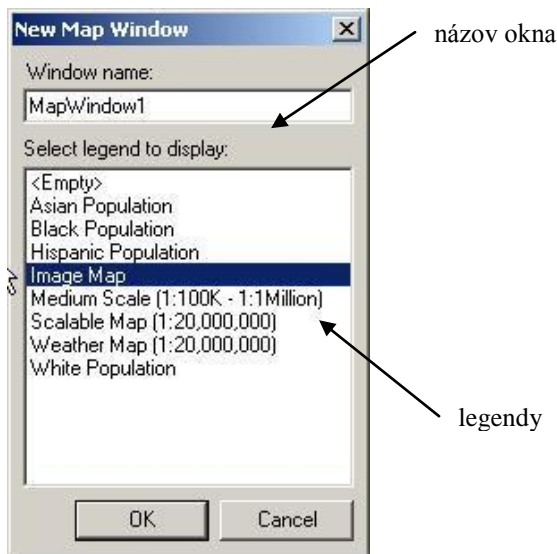 New Map Window
názov okna
Window name:
MapWindow1
Select legend to display:
<Empty>
Asian Population
Black Population
Hispanic Population
Image Map
Medium Scale (1:100K - 1:1Million)
Scalable Map (1:20,000,000)
Weather Map (1:20,000,000)
White Population
legendy
OK Cancel